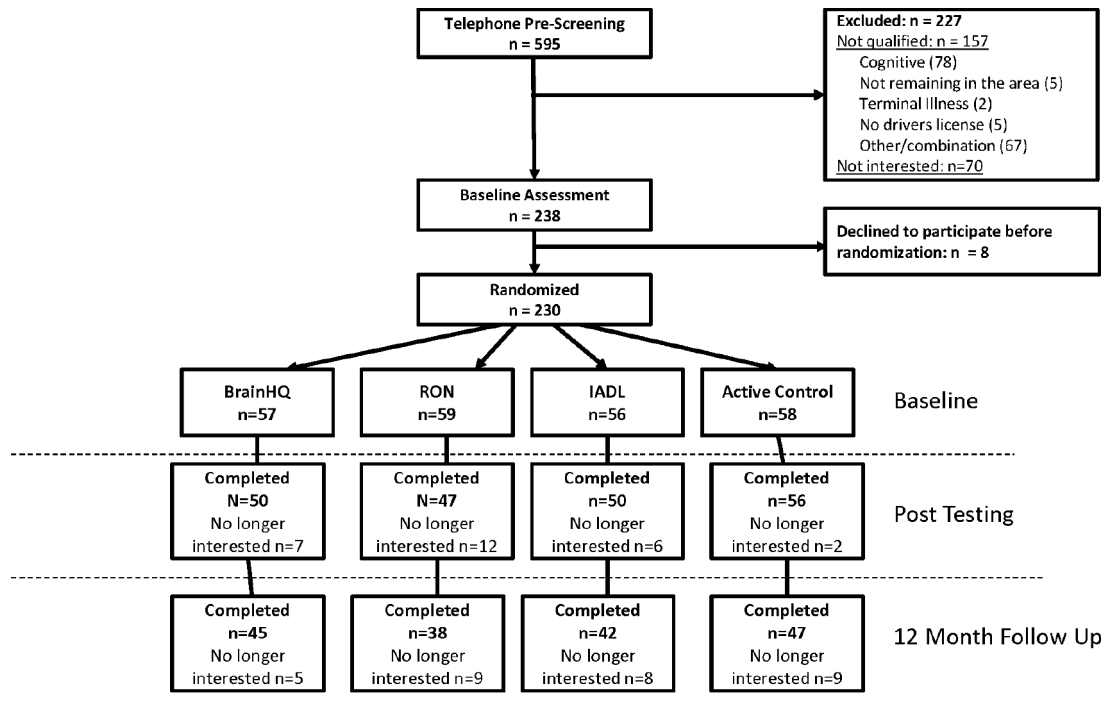 Telephone Pre-Screening
n = 595
Excluded: n = 227
Not qualified: n = 157
Cognitive (78)
Not remaining in the area (5)
Terminal Illness (2)
No drivers license (5)
Other/combination (67)
Not interested: n=70
Baseline Assessment
n = 238
Declined to participate before
randomization: n = 8
Randomized
n = 230
BrainHQ
n=57
RON
n=59
IADL
n=56
Active Control
n=58
Baseline
Completed
N=50
No longer
interested n=7
Completed
N=47
No longer
interested n=12
Completed
n=50
No longer
interested n=6
Completed
n=56
No longer
interested n=2
Post Testing
Completed
n=45
No longer
interested n=5
Completed
n=38
No longer
interested n=9
Completed
n=42
No longer
interested n=8
Completed
n=47
No longer
interested n=9
12 Month Follow Up